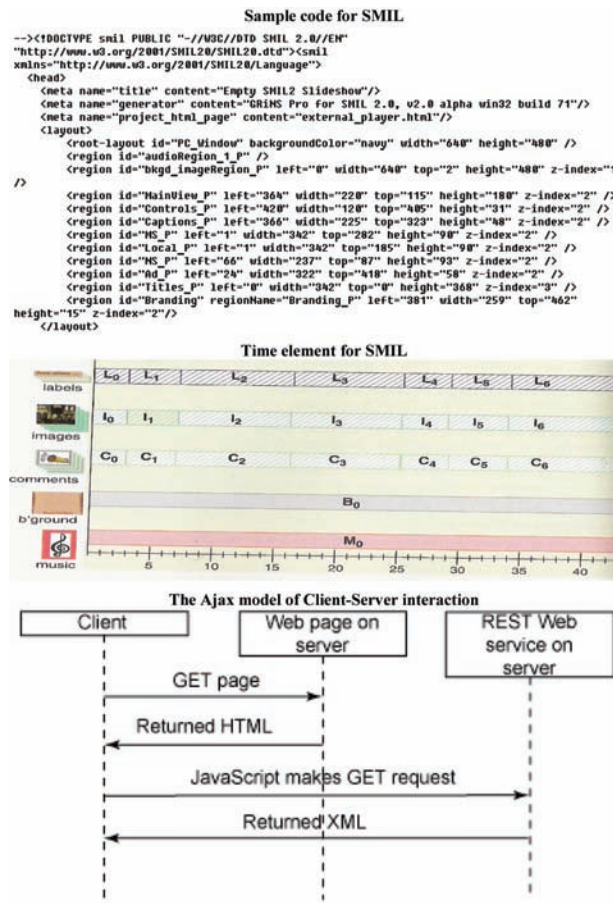 Sample code for SMIL
--><!DOCTYPE smil PUBLIC "-//W3C//DTD SMIL 2.0//EN"
"http://www.w3.org/2001/SMIL20/SMIL20.dtd"><smil
xmlns="http://www.w3.org/2001/SMIL20/Language">
<head>
<meta name="title" content="Empty SMIL2 Slideshow"/>
<meta name="generator" content="GRiNS Pro for SMIL 2.0, v2.0 alpha win32 build 71"/>
<meta name="project_html_page" content="external_player.html"/>
<layout>
<root-layout id="PC_Window" backgroundColor="navy" width="640" height="480" />
<region id="audioRegion_1_P" />
<region id="bkgd_imageRegion_P" left="0" width="640" top="2" height="480" z-index="1
/>
<region id="MainView_P" left="364" width="220" top="115" height="180" z-index="2" />
<region id="Controls_P" left="420" width="120" top="405" height="31" z-index="2" />
<region id="Captions_P" left="366" width="225" top="323" height="48" z-index="2" />
<region id="MS_P" left="1" width="342" top="282" height="90" z-index="2" />
<region id="Local_P" left="1" width="342" top="185" height="90" z-index="2" />
<region id="MS_P" left="66" width="237" top="87" height="93" z-index="2" />
<region id="Ad_P" left="24" width="322" top="418" height="58" z-index="2" />
<region id="Titles_P" left="0" width="342" top="0" height="368" z-index="3" />
<region id="Branding" regionName="Branding_P" left="381" width="259" top="462"
height="15" z-index="2"/>
</layout>
Time element for SMIL
labels L0 L1 L2 L3 L4 L5 L6
images I0 I1 I2 I3 I4 I5 I6
comments C0 C1 C2 C3 C4 C5 C6
b'ground B0
music M0
5 10 15 20 25 30 35 40
The Ajax model of Client-Server interaction
Client
Web page on
server
REST Web
service on
server
GET page
Returned HTML
JavaScript makes GET request
Returned XML